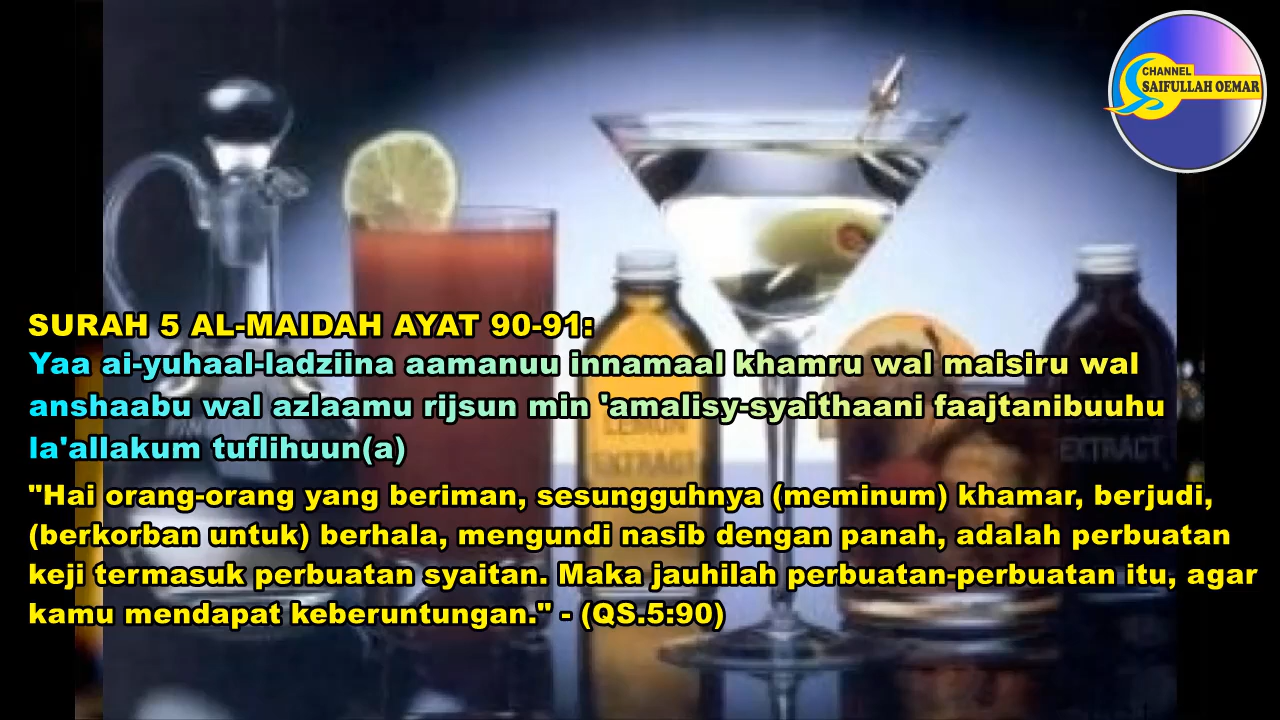 CHANNEL
SAIFULLAH OEMAR
SURAH 5 AL-MAIDAH AYAT 90-91:
Yaa ai-yuhaal-ladziina aamanuu innamaal khamru wal maisiru wal
anshaabu wal azlaamu rijsun min 'amalisy-syaithaani faajtanibuuhu
la'allakum tuflihuun(a)
"Hai orang-orang yang beriman, sesungguhnya (meminum) khamar, berjudi,
(berkorban untuk) berhala, mengundi nasib dengan panah, adalah perbuatan
keji termasuk perbuatan syaitan. Maka jauhilah perbuatan-perbuatan itu, agar
kamu mendapat keberuntungan." - (QS.5:90)
LEMON
EXTRACT
EXTRACT